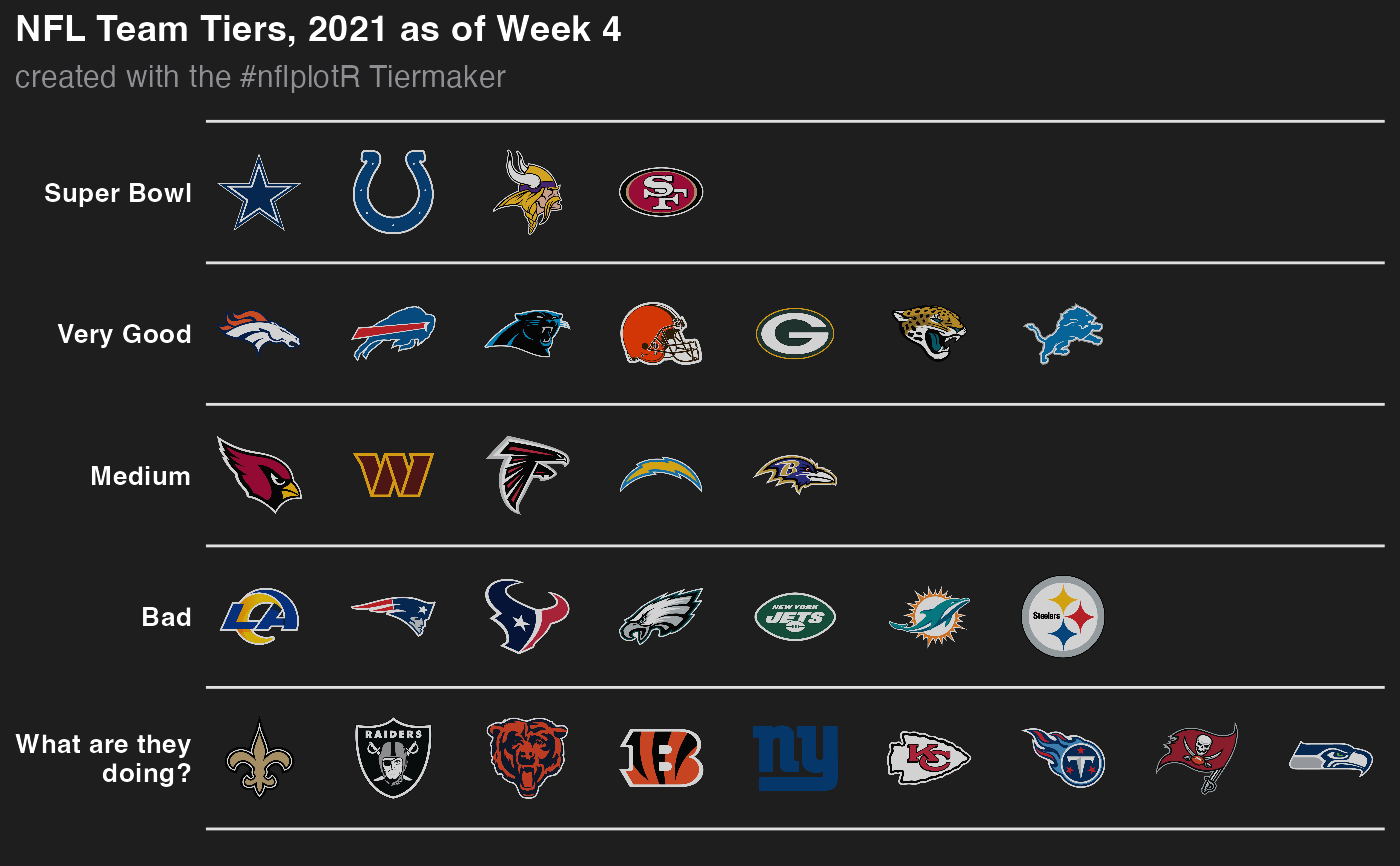 NFL Team Tiers, 2021 as of Week 4
created with the #nflplotR Tiermaker
Super Bowl
SF
Very Good
G
Medium
W
B
Bad
LA
NEW YORK
JETS
Steelers
What are they
doing?
RAIDERS
B
ny
KC
T